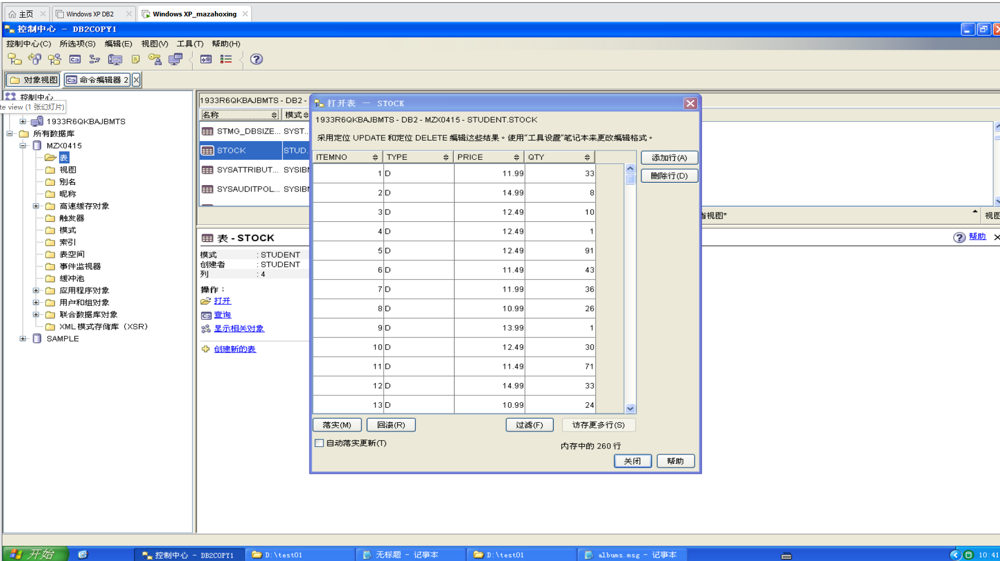 主页
Windows XP DB2
Windows XP_mazahoxing
控制中心 - DB2COPY1
控制中心(C) 所选项(S) 编辑(E) 视图(V) 工具(T) 帮助(H)
对象视图
命令编辑器 2
控制中心
te view (1 张幻灯片)
1933R6QKBAJBMTS
所有数据库
MZX0415
表
视图
别名
昵称
高速缓存对象
触发器
模式
索引
表空间
事件监视器
缓冲池
应用程序对象
用户和组对象
联合数据库对象
XML 模式存储库（XSR）
SAMPLE
1933R6QKBAJBMTS - DB2 -
名称 模式
STMG_DBSIZE... SYST...
STOCK STUD.
SYSATTRIBUT... SYSIBN
SYSAUDITPOL... SYSIBN
表 - STOCK
模式 : STUDENT
创建者 : STUDENT
列 : 4
操作：
打开
查询
显示相关对象
创建新的表
打开表 － STOCK
1933R6QKBAJBMTS - DB2 - MZX0415 - STUDENT.STOCK
采用定位 UPDATE 和定位 DELETE 编辑这些结果。使用“工具设置”笔记本来更改编辑格式。
ITEMNO TYPE PRICE QTY
1 D 11.99 33
2 D 14.99 8
3 D 12.49 10
4 D 12.49 1
5 D 12.49 91
6 D 11.49 43
7 D 11.99 36
8 D 10.99 26
9 D 13.99 1
10 D 12.49 30
11 D 11.49 71
12 D 14.99 33
13 D 10.99 24
添加行(A)
删除行(D)
落实(M) 回滚(R) 过滤(F) 访存更多行(S)
自动落实更新(T)
内存中的 260 行
关闭 帮助
省视图* 视图
帮助
开始
控制中心 - DB2COPY1
D:\test01
无标题 - 记事本
D:\test01
albums.msg - 记事本
10:41